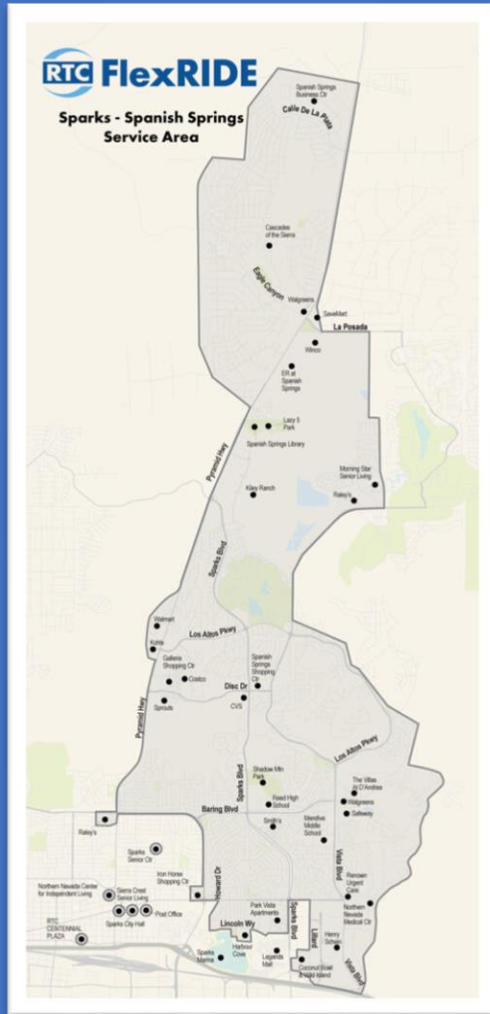 RTC FlexRIDE
Sparks - Spanish Springs
Service Area
Spanish Springs
Business Ctr
Calle De La Plata
Cascades
of the Sierra
Eagle Canyon
Walgreens
SaveMart
La Posada
Winco
ER at
Spanish
Springs
Lazy 5
Park
Spanish Springs Library
Pyramid Hwy
Morning Star
Senior Living
Kiley Ranch
Raley's
Sparks Blvd
Walmart
Los Altos Pkwy
Kohls
Galleria
Shopping Ctr
Costco
Spanish
Springs
Shopping
Ctr
Disc Dr
Sprouts
CVS
Pyramid Hwy
Los Altos Pkwy
Sparks Blvd
Shadow Mtn
Park
The Villas
At D'Andrea
Reed High
School
Walgreens
Safeway
Baring Blvd
Raley's
Smith's
Mendive
Middle
School
Sparks
Senior Ctr
Vista Blvd
Iron Horse
Shopping Ctr
Howard Dr
Renown
Urgent
Care
Northern Nevada Center
for Independent Living
Sierra Crest
Senior Living
Post Office
Sparks City Hall
Park Vista
Apartments
Sparks Blvd
Northern
Nevada
Medical Ctr
RTC
CENTENNIAL
PLAZA
Lincoln Wy
Lillard
Henry
Schein
Sparks
Marina
Harbour
Cove
Legends
Mall
Coconut Bowl
& Wild Island
Vista Blvd